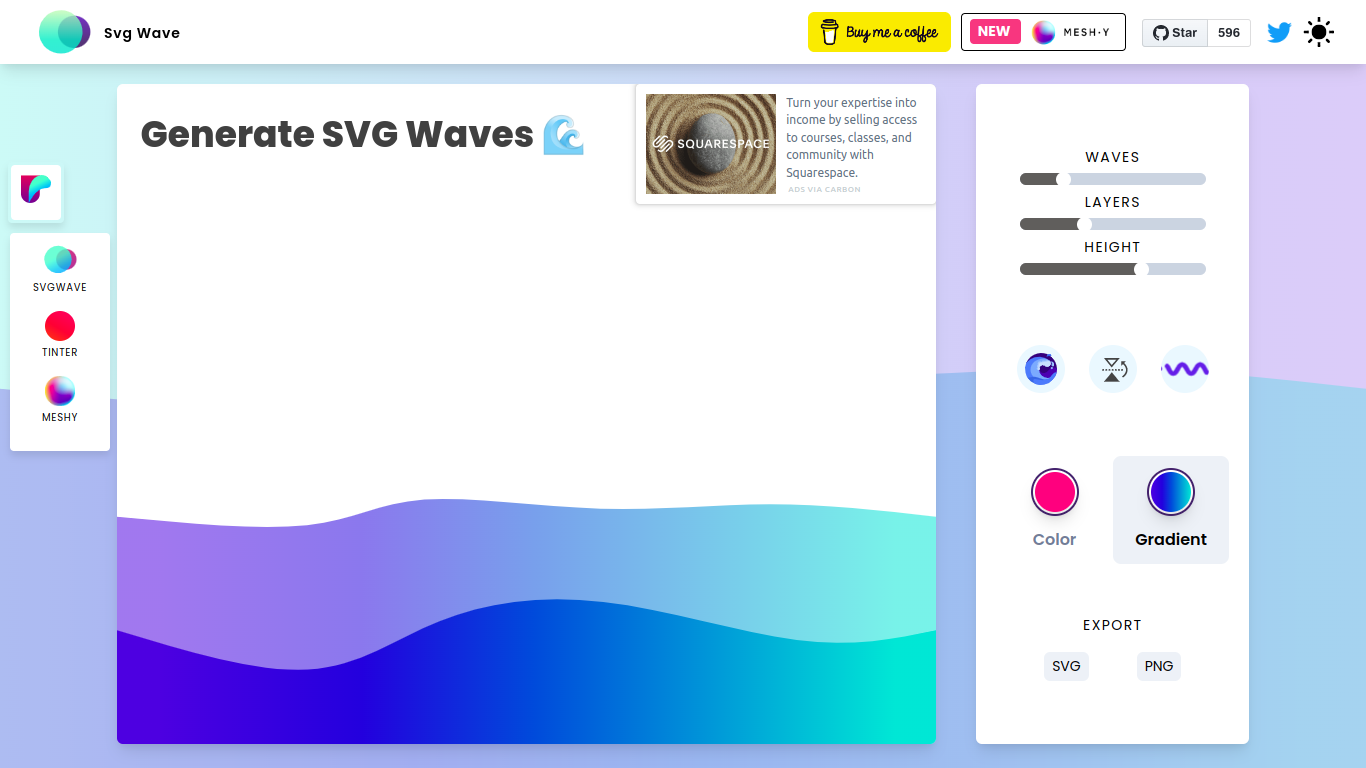 Svg Wave
Buy me a coffee
NEW
MESH·Y
Star
596
Generate SVG Waves 🌊
SQUARESPACE
Turn your expertise into
income by selling access
to courses, classes, and
community with
Squarespace.
ADS VIA CARBON
SVGWAVE
TINTER
MESHY
WAVES
LAYERS
HEIGHT
Color
Gradient
EXPORT
SVG
PNG